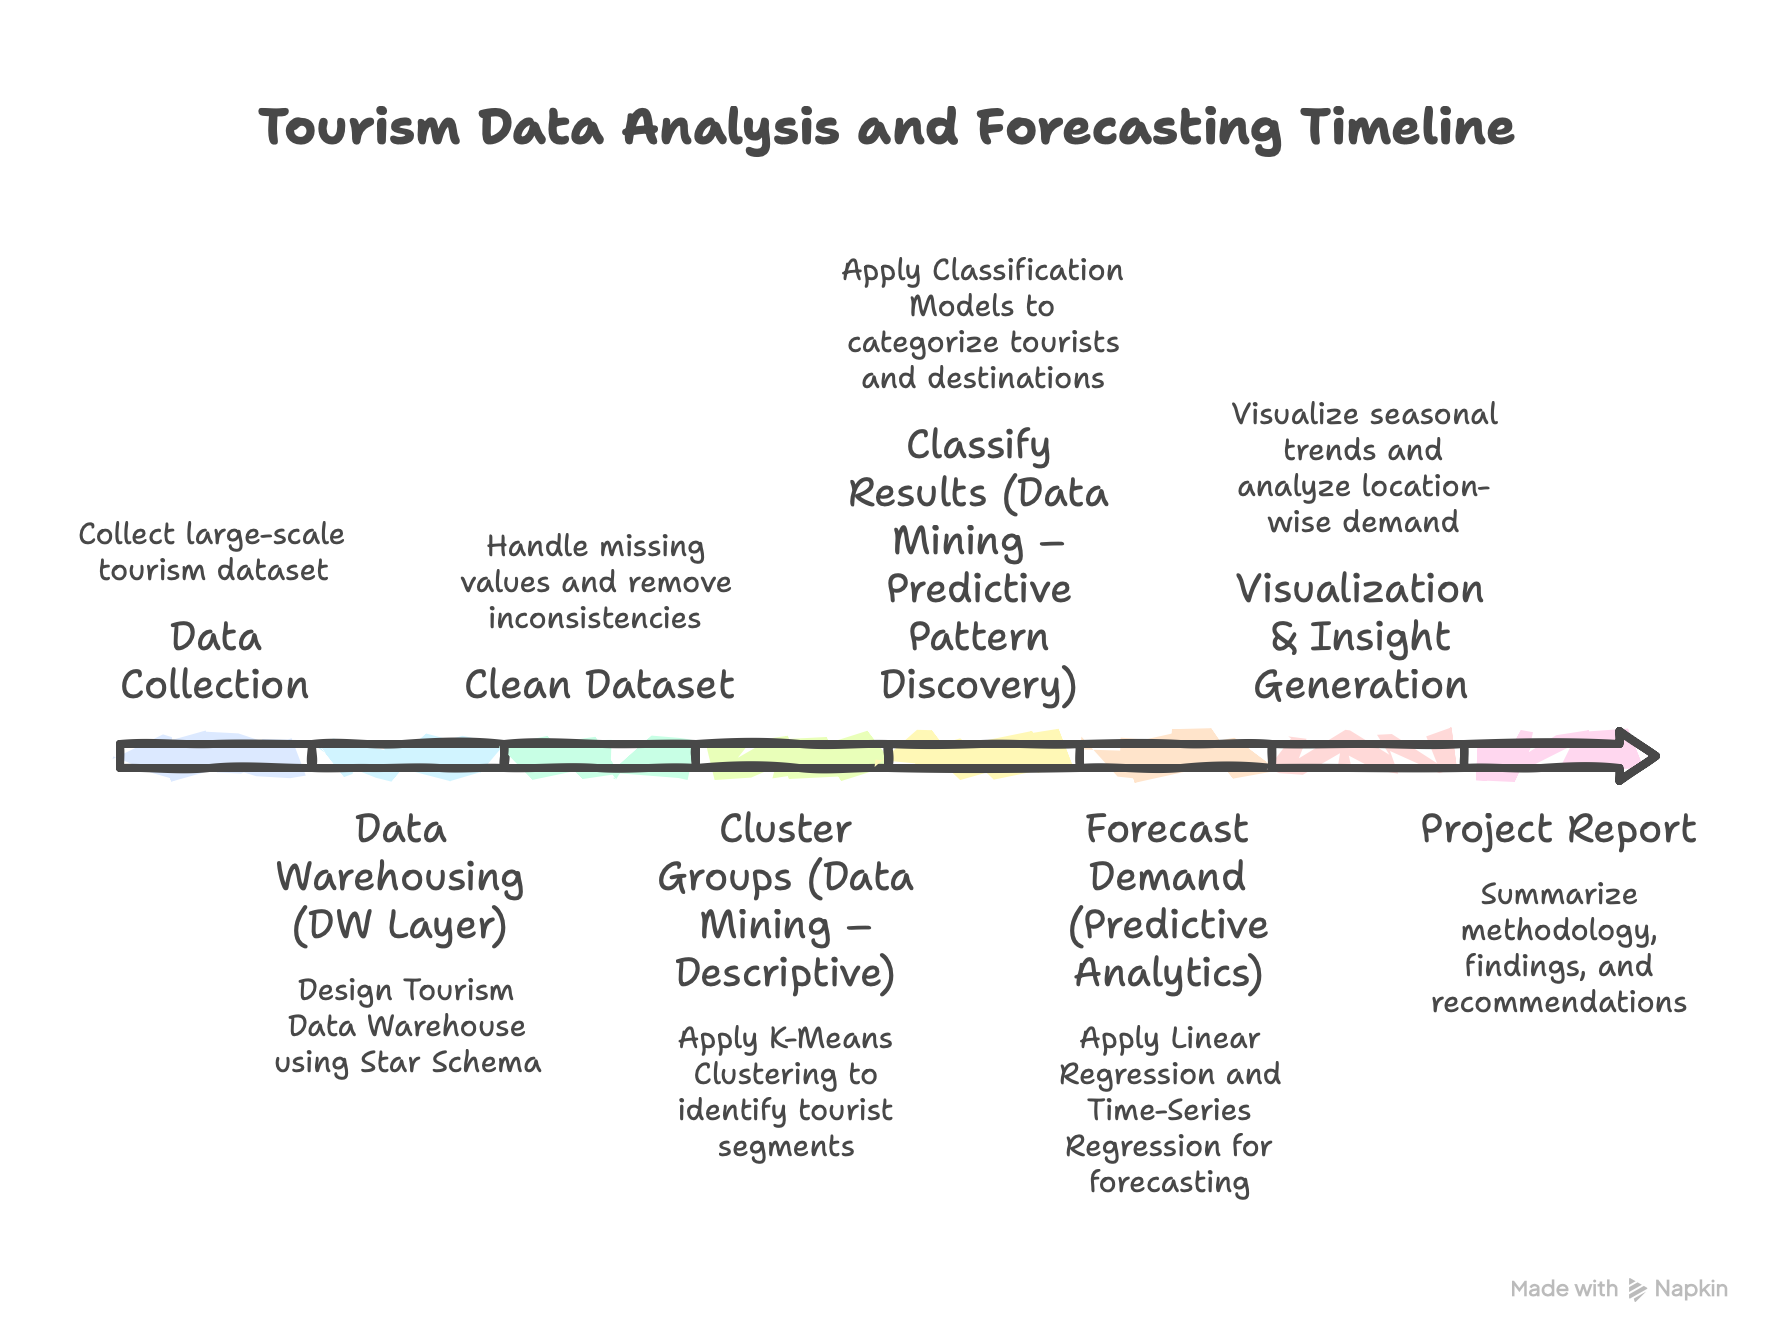 Tourism Data Analysis and Forecasting Timeline
Collect large-scale
tourism dataset
Data
Collection
Data
Warehousing
(DW Layer)
Design Tourism
Data Warehouse
using Star Schema
Handle missing
values and remove
inconsistencies
Clean Dataset
Cluster
Groups (Data
Mining –
Descriptive)
Apply K-Means
Clustering to
identify tourist
segments
Apply Classification
Models to
categorize tourists
and destinations
Classify
Results (Data
Mining –
Predictive
Pattern
Discovery)
Forecast
Demand
(Predictive
Analytics)
Apply Linear
Regression and
Time-Series
Regression for
forecasting
Visualize seasonal
trends and
analyze location-
wise demand
Visualization
& Insight
Generation
Project Report
Summarize
methodology,
findings, and
recommendations
Made with Napkin